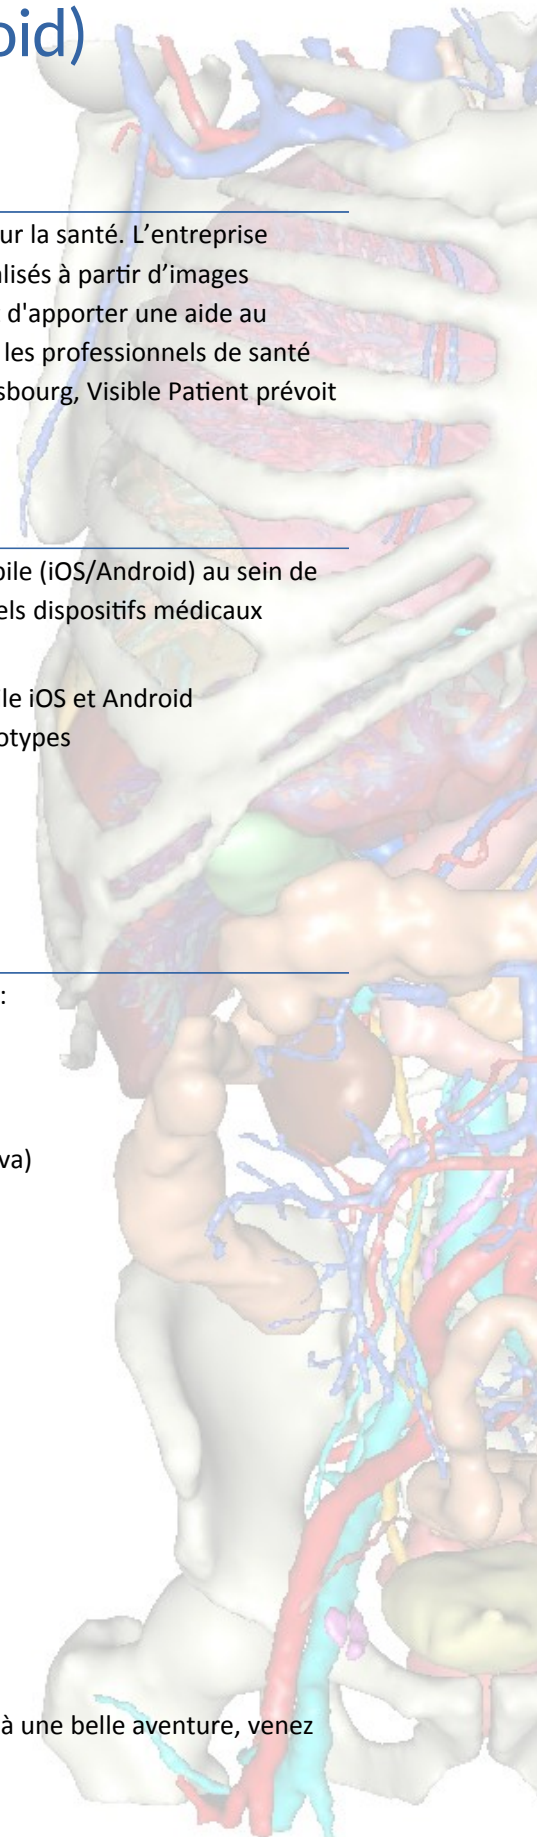 oid)
ur la santé. L’entreprise
alisés à partir d’images
d'apporter une aide au
les professionnels de santé
sbourg, Visible Patient prévoit
bile (iOS/Android) au sein de
els dispositifs médicaux
le iOS et Android
otypes
:
va)
à une belle aventure, venez